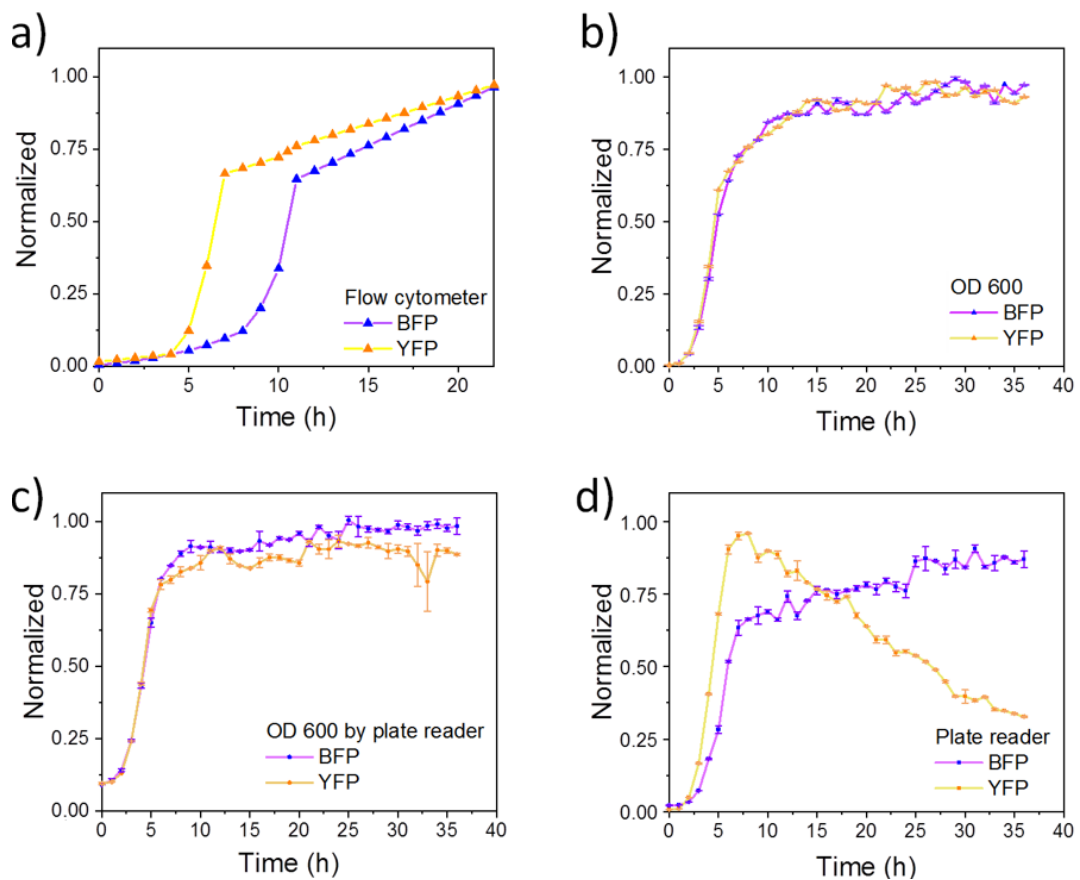 a)
Normalized
1.00
0.75
0.50
0.25
0.00
Flow cytometer
BFP
YFP
0 5 10 15 20
Time (h)
b)
Normalized
1.00
0.75
0.50
0.25
0.00
OD 600
BFP
YFP
0 5 10 15 20 25 30 35 40
Time (h)
c)
Normalized
1.00
0.75
0.50
0.25
0.00
OD 600 by plate reader
BFP
YFP
0 5 10 15 20 25 30 35 40
Time (h)
d)
Normalized
1.00
0.75
0.50
0.25
0.00
Plate reader
BFP
YFP
0 5 10 15 20 25 30 35 40
Time (h)